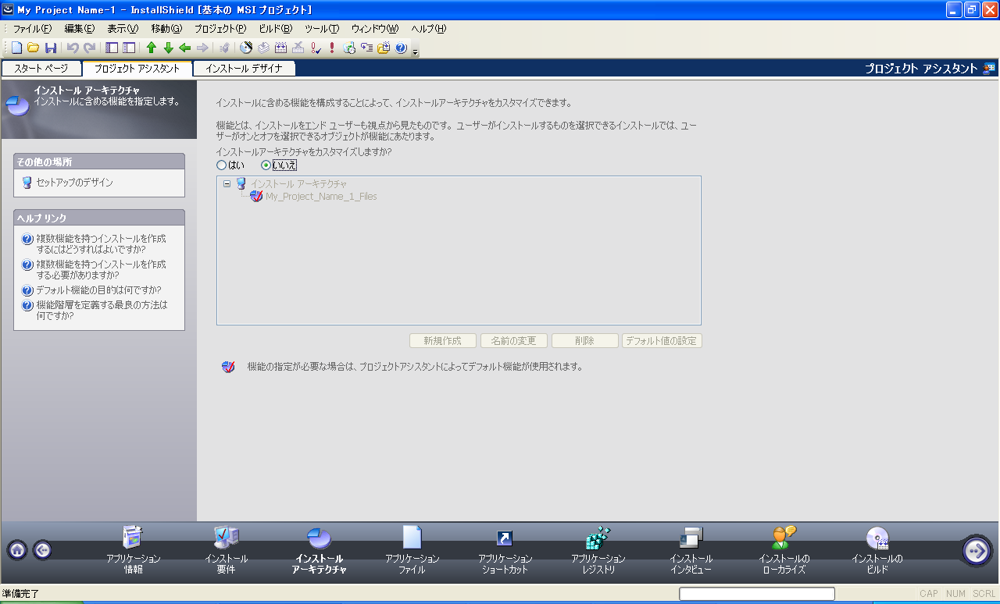 My Project Name-1 - InstallShield [基本の MSI プロジェクト]
ファイル(F) 編集(E) 表示(V) 移動(G) プロジェクト(P) ビルド(B) ツール(T) ウィンドウ(W) ヘルプ(H)
スタート ページ プロジェクト アシスタント インストール デザイナ プロジェクト アシスタント
インストール アーキテクチャ
インストールに含める機能を指定します。
その他の場所
セットアップのデザイン
ヘルプ リンク
複数機能を持つインストールを作成
するにはどうすればよいですか?
複数機能を持つインストールを作成
する必要がありますか?
デフォルト機能の目的は何ですか?
機能階層を定義する最良の方法は
何ですか?
インストールに含める機能を構成することによって、インストールアーキテクチャをカスタマイズできます。
機能とは、インストールをエンド ユーザーも視点から見たものです。 ユーザーがインストールするものを選択できるインストールでは、ユー
ザーがオンとオフを選択できるオブジェクトが機能にあたります。
インストールアーキテクチャをカスタマイズしますか?
はい いいえ
インストール アーキテクチャ
My_Project_Name_1_Files
新規作成 名前の変更 削除 デフォルト値の設定
機能の指定が必要な場合は、プロジェクトアシスタントによってデフォルト機能が使用されます。
アプリケーション
情報
インストール
要件
インストール
アーキテクチャ
アプリケーション
ファイル
アプリケーション
ショートカット
アプリケーション
レジストリ
インストール
インタビュー
インストールの
ローカライズ
インストールの
ビルド
準備完了 CAP NUM SCRL